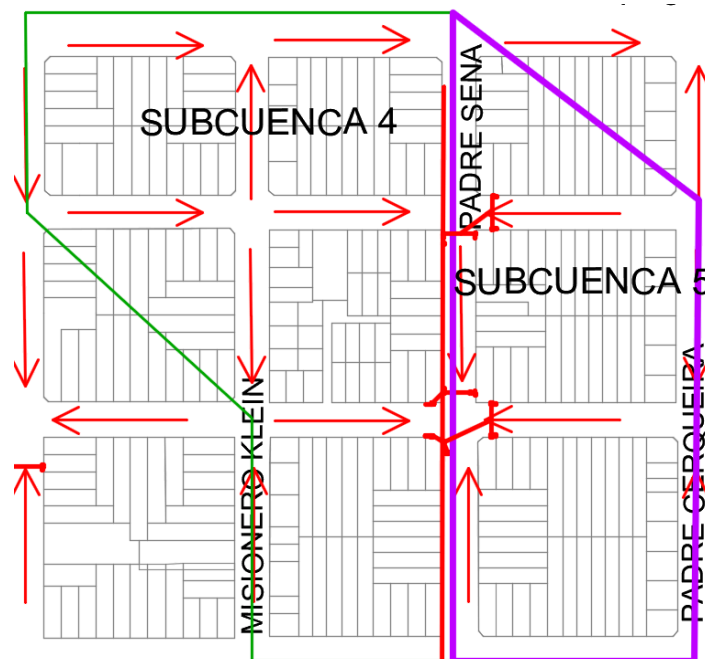 SUBCUENCA 4
PADRE SENA
SUBCUENCA 5
MISIONERO KLEIN
PADRE CERQUEIRA